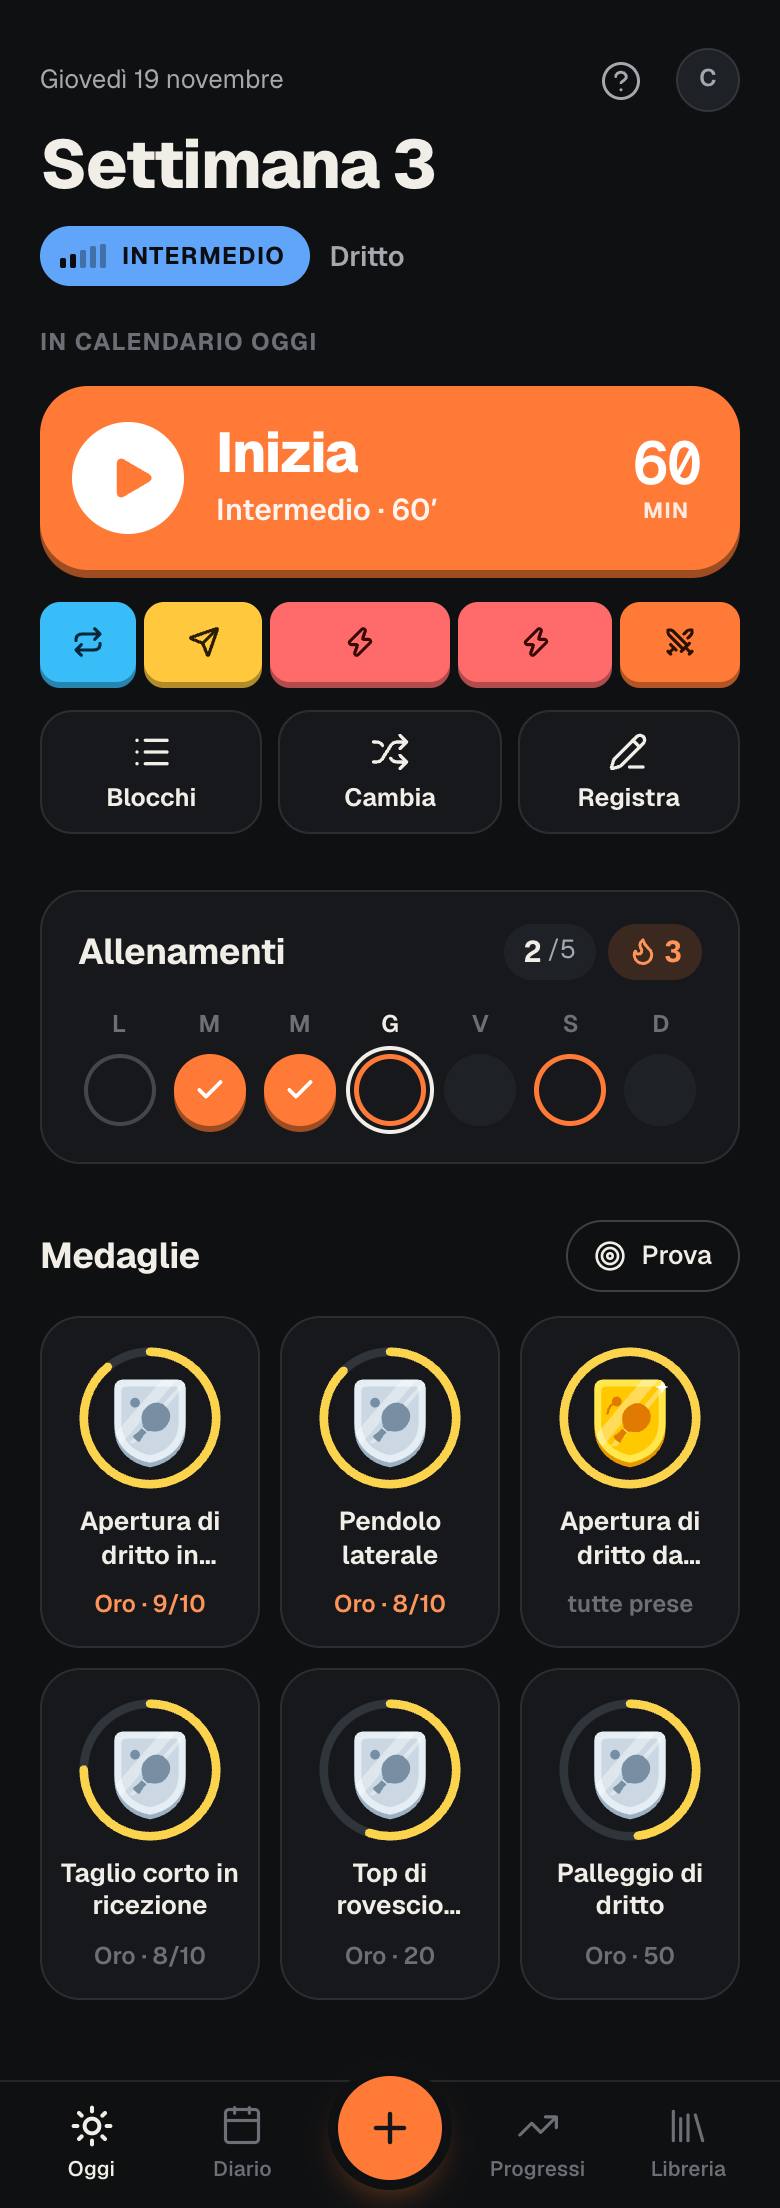 Giovedì 19 novembre
C
Settimana 3
INTERMEDIO Dritto
IN CALENDARIO OGGI
Inizia
Intermedio · 60′
60
MIN
Blocchi
Cambia
Registra
Allenamenti
2 /5
3
L M M G V S D
Medaglie
Prova
Apertura di
dritto in…
Oro · 9/10
Pendolo
laterale
Oro · 8/10
Apertura di
dritto da…
tutte prese
Taglio corto in
ricezione
Oro · 8/10
Top di
rovescio…
Oro · 20
Palleggio di
dritto
Oro · 50
Oggi
Diario
Progressi
Libreria